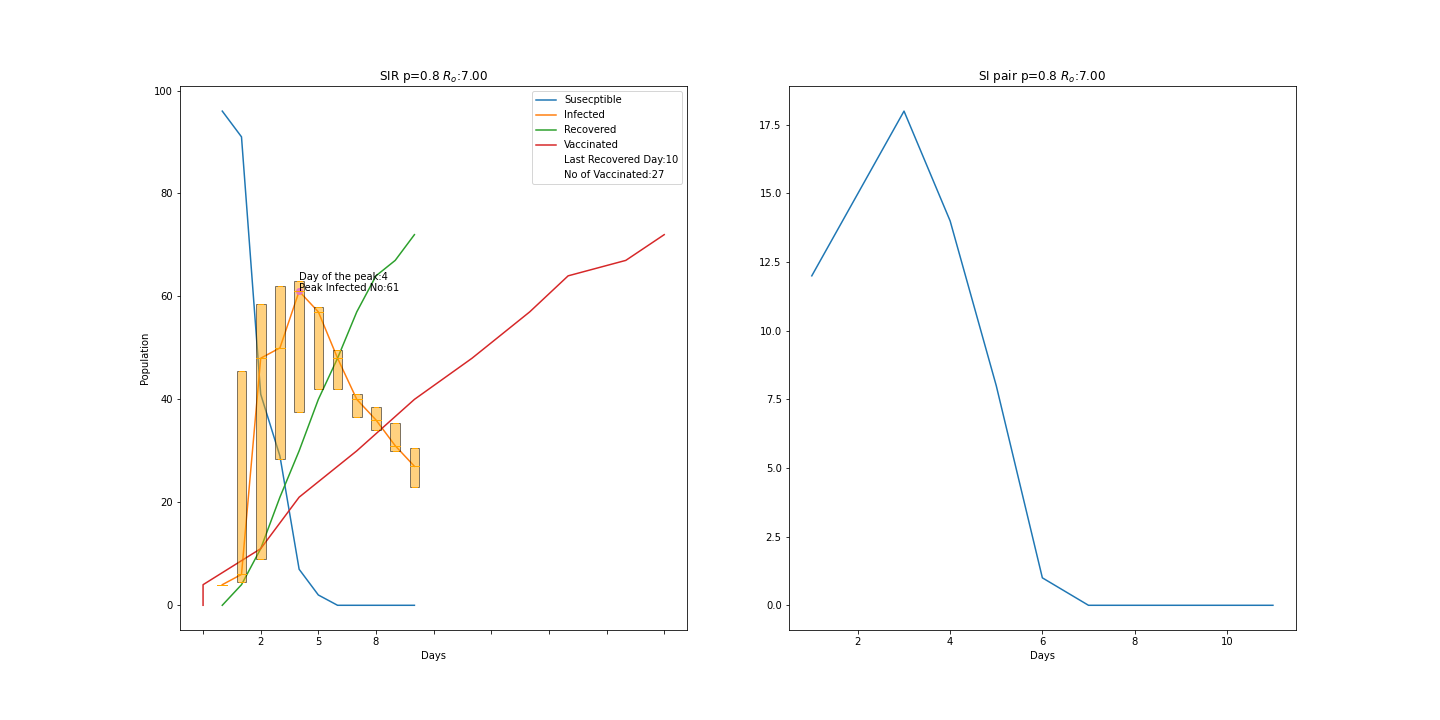 SIR p=0.8 Rₒ:7.00
100
80
60
40
20
0
Population
Susecptible
Infected
Recovered
Vaccinated
Last Recovered Day:10
No of Vaccinated:27
Day of the peak:4
Peak Infected No:61
2 5 8
Days
SI pair p=0.8 Rₒ:7.00
17.5
15.0
12.5
10.0
7.5
5.0
2.5
0.0
2 4 6 8 10
Days